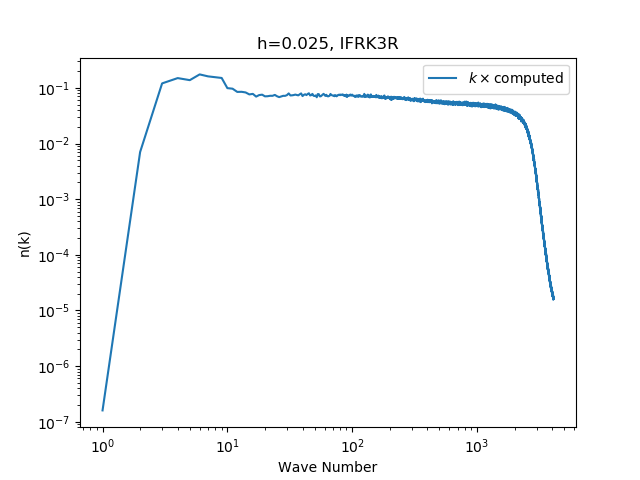 h=0.025, IFRK3R
k × computed
n(k)
10⁻¹
10⁻²
10⁻³
10⁻⁴
10⁻⁵
10⁻⁶
10⁻⁷
10⁰ 10¹ 10² 10³
Wave Number